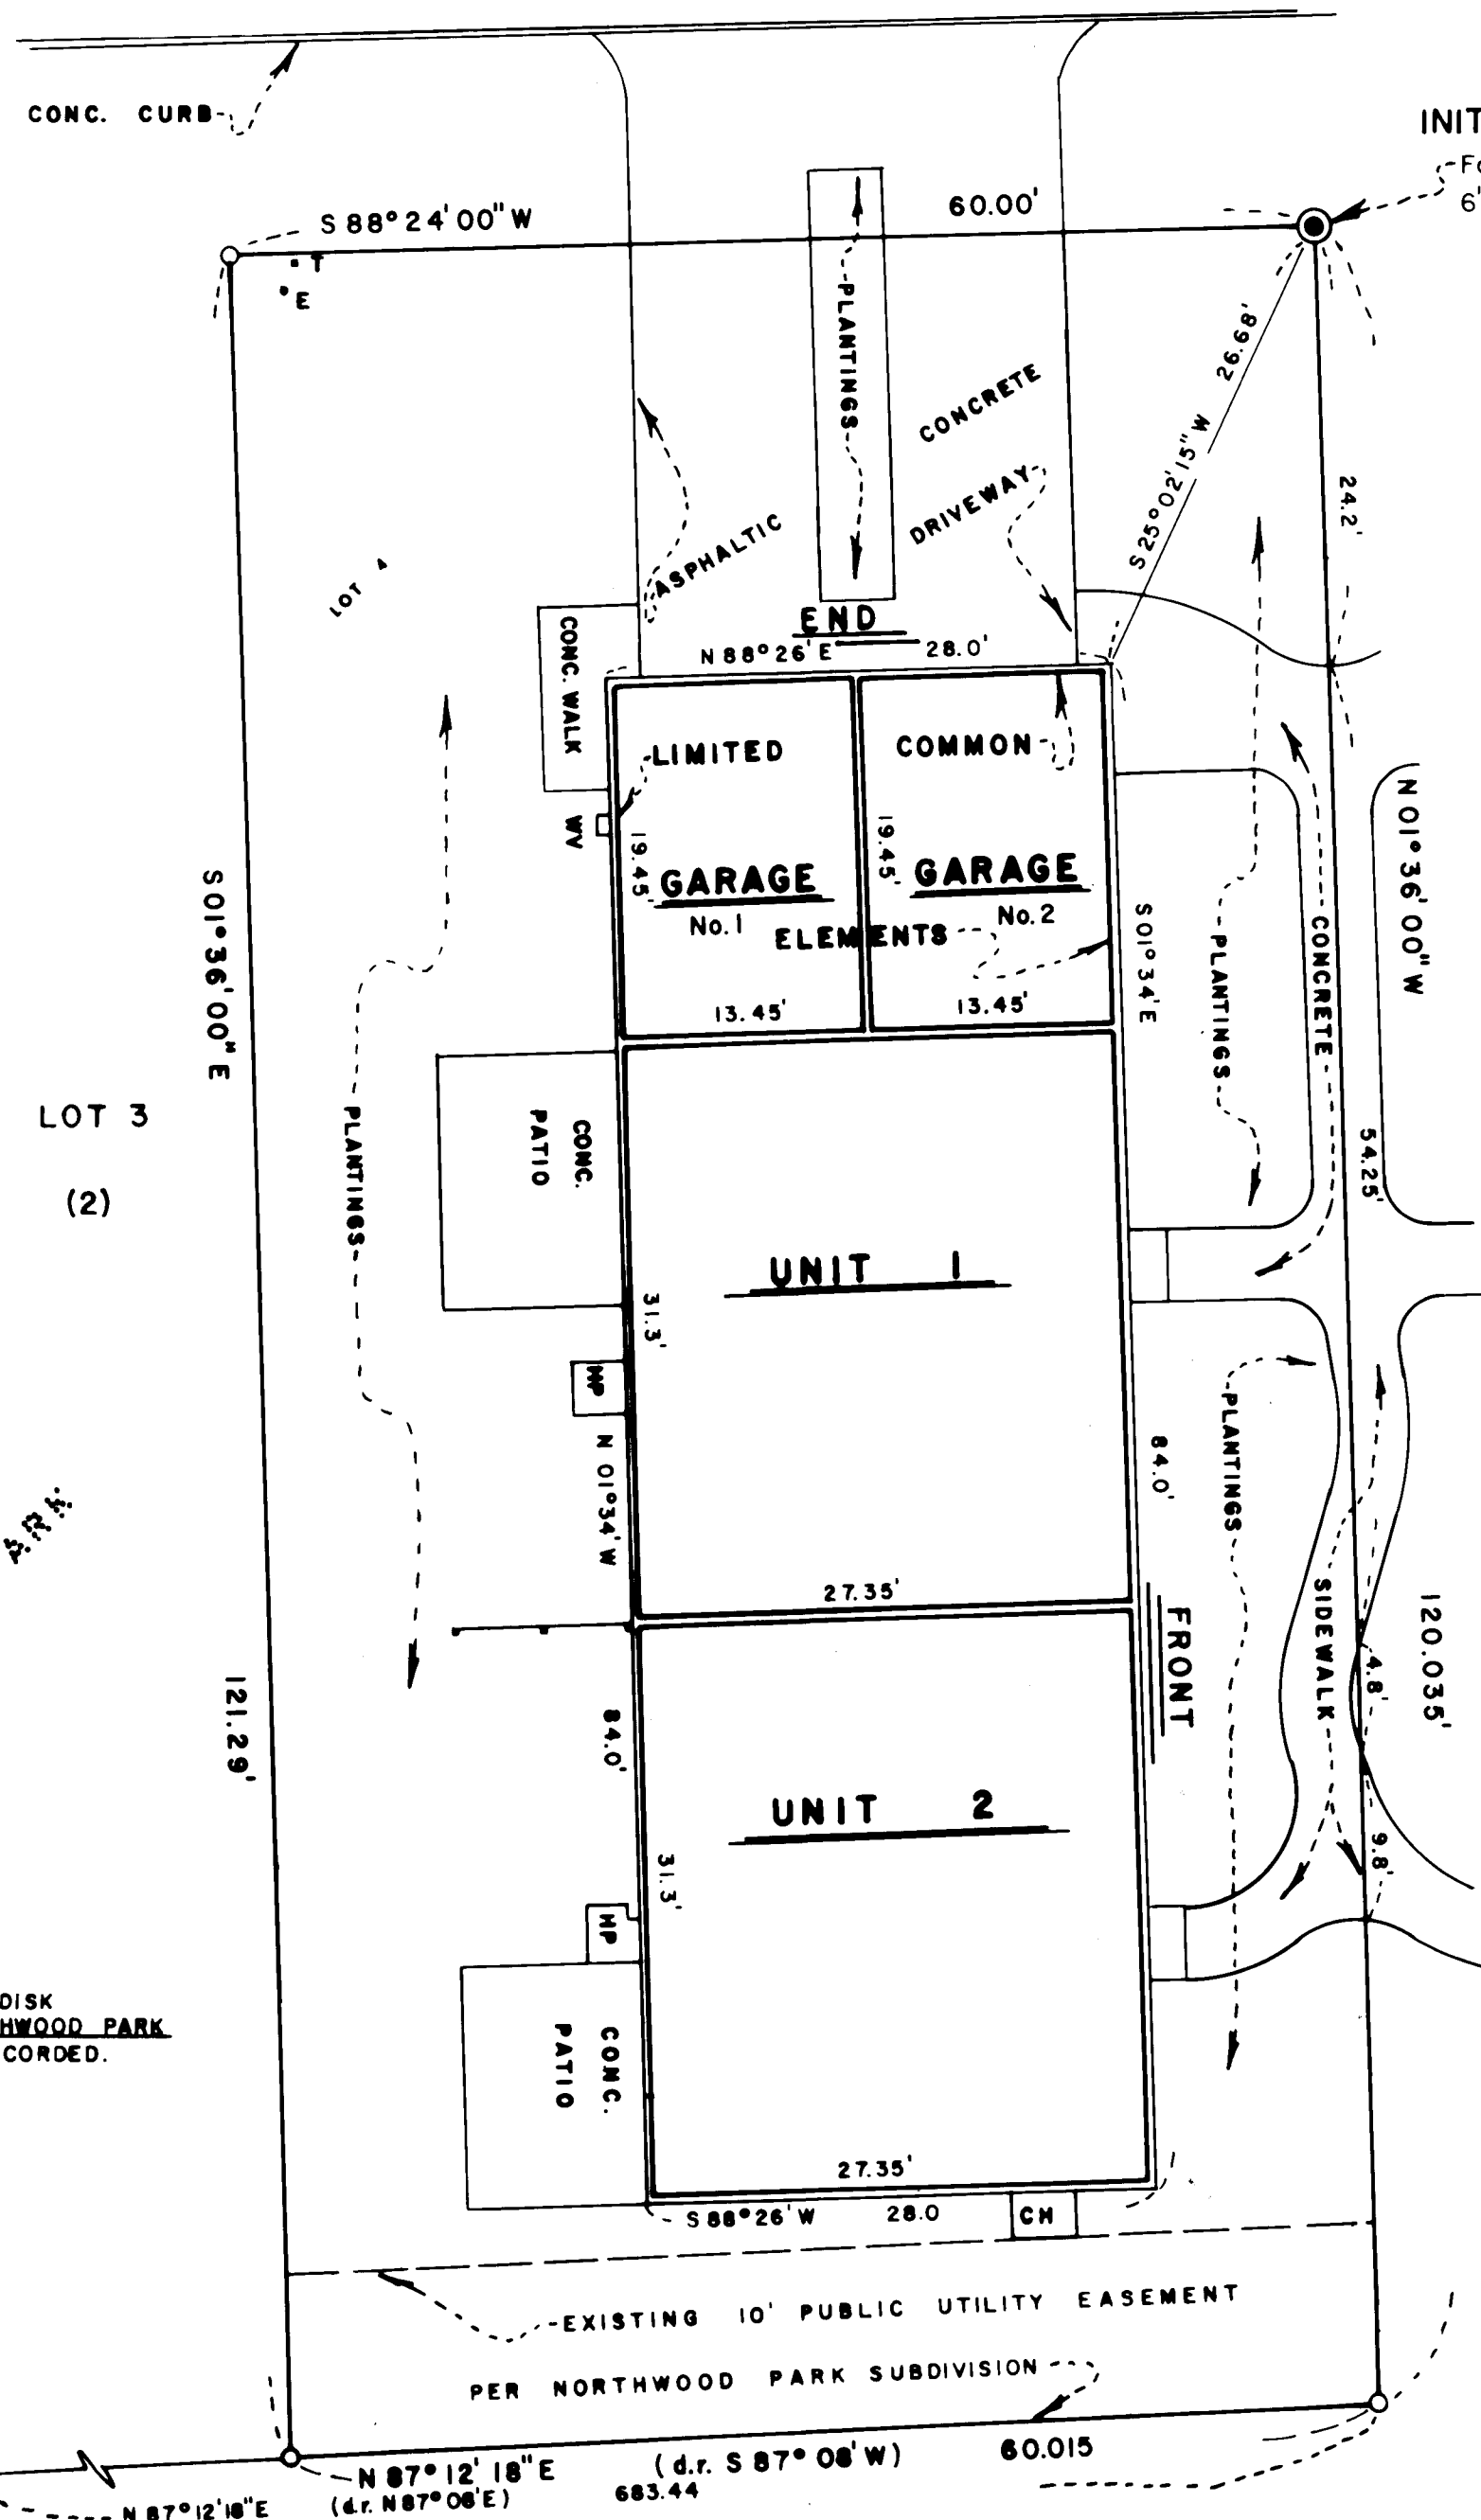 CONC. CURB
INIT
Fo
6'
S 88° 24' 00" W
60.00'
T
E
PLANTINGS
26.68'
CONCRETE
S 25° 02' 15" W
24.2'
DRIVEWAY
ASPHALTIC
LOT 4
END
N 88° 26' E
28.0'
CONC. WALK
LIMITED
COMMON
WV
19.45'
19.45'
GARAGE
No. 1
GARAGE
No. 2
ELEMENTS
13.45'
13.45'
S 01° 34' E
PLANTINGS
CONCRETE
N 01° 36' 00" W
S 01° 36' 00" E
LOT 3
(2)
PLANTINGS
CONC.
PATIO
54.25'
UNIT 1
31.3'
HP
N 01° 34' W
27.35'
84.0'
PLANTINGS
FRONT
SIDEWALK
4.8'
120.035'
121.29'
84.0'
UNIT 2
31.3'
9.8'
HP
DISK
HWOOD PARK
CORDED.
CONC.
PATIO
27.35'
S 88° 26' W
28.0
CH
EXISTING 10' PUBLIC UTILITY EASEMENT
PER NORTHWOOD PARK SUBDIVISION
N 87° 12' 18" E
(d.r. S 87° 08' W)
60.015
N 87° 12' 18" E
(d.r. N 87° 08' E)
683.44